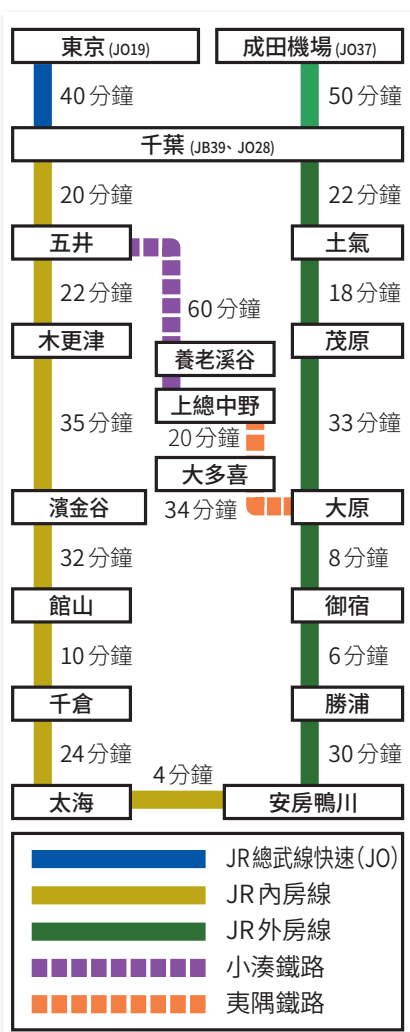 東京 (JO19)
成田機場 (JO37)
40分鐘
50分鐘
千葉 (JB39、JO28)
20分鐘
22分鐘
五井
土氣
22分鐘
18分鐘
60分鐘
木更津
茂原
養老溪谷
上總中野
35分鐘
20分鐘
33分鐘
大多喜
濱金谷
34分鐘
大原
32分鐘
8分鐘
館山
御宿
10分鐘
6分鐘
千倉
勝浦
24分鐘
30分鐘
4分鐘
太海
安房鴨川
JR總武線快速(JO)
JR內房線
JR外房線
小湊鐵路
夷隅鐵路